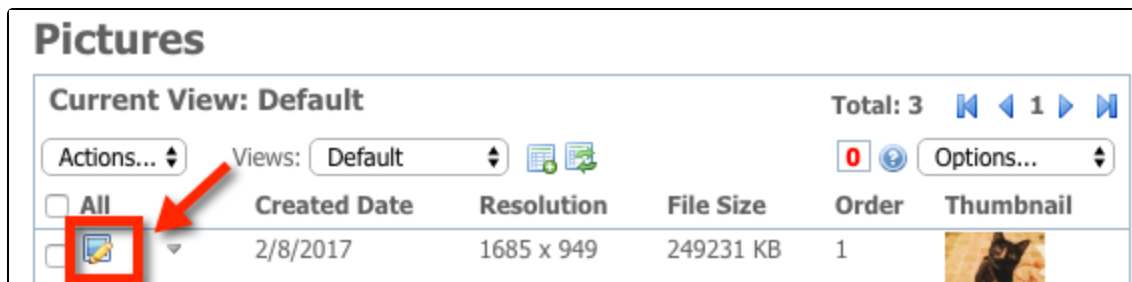 Pictures
Current View: Default Total: 3 1
Actions... Views: Default 0 ? Options...
All Created Date Resolution File Size Order Thumbnail
2/8/2017 1685 x 949 249231 KB 1